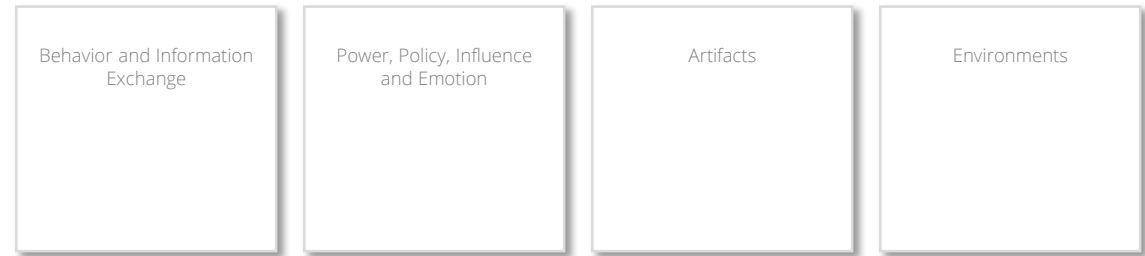 Behavior and Information
Exchange
Power, Policy, Influence
and Emotion
Artifacts
Environments